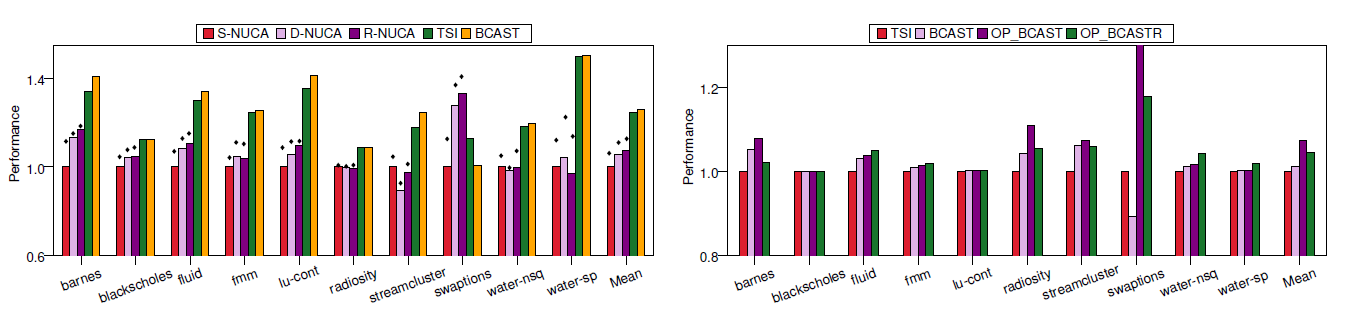 S-NUCA D-NUCA R-NUCA TSI BCAST
Performance
1.4
1.0
0.6
barnes blackscholes fluid fmm lu-cont radiosity streamcluster swaptions water-nsq water-sp Mean
TSI BCAST OP_BCAST OP_BCASTR
Performance
1.2
1.0
0.8
barnes blackscholes fluid fmm lu-cont radiosity streamcluster swaptions water-nsq water-sp Mean